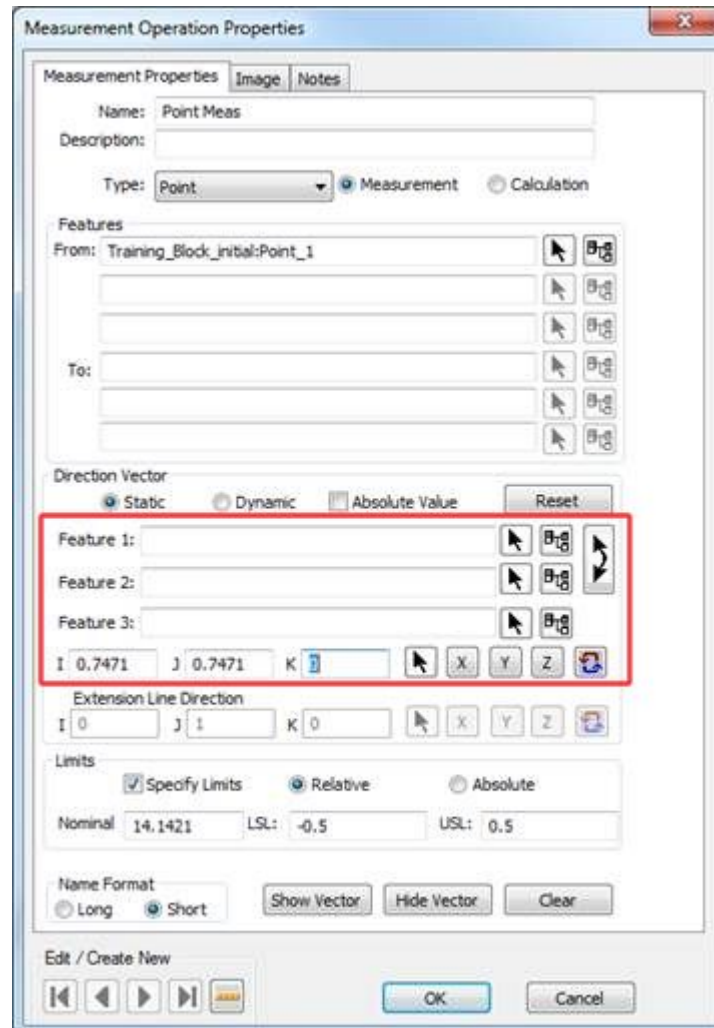 Measurement Operation Properties
Measurement Properties Image Notes
Name: Point Meas
Description:
Type: Point Measurement Calculation
Features
From: Training_Block_initial:Point_1
To:
Direction Vector
Static Dynamic Absolute Value Reset
Feature 1:
Feature 2:
Feature 3:
I 0.7471 J 0.7471 K X Y Z
Extension Line Direction
I 0 J 1 K 0 X Y Z
Limits
Specify Limits Relative Absolute
Nominal 14.1421 LSL: -0.5 USL: 0.5
Name Format
Long Short Show Vector Hide Vector Clear
Edit / Create New
OK Cancel